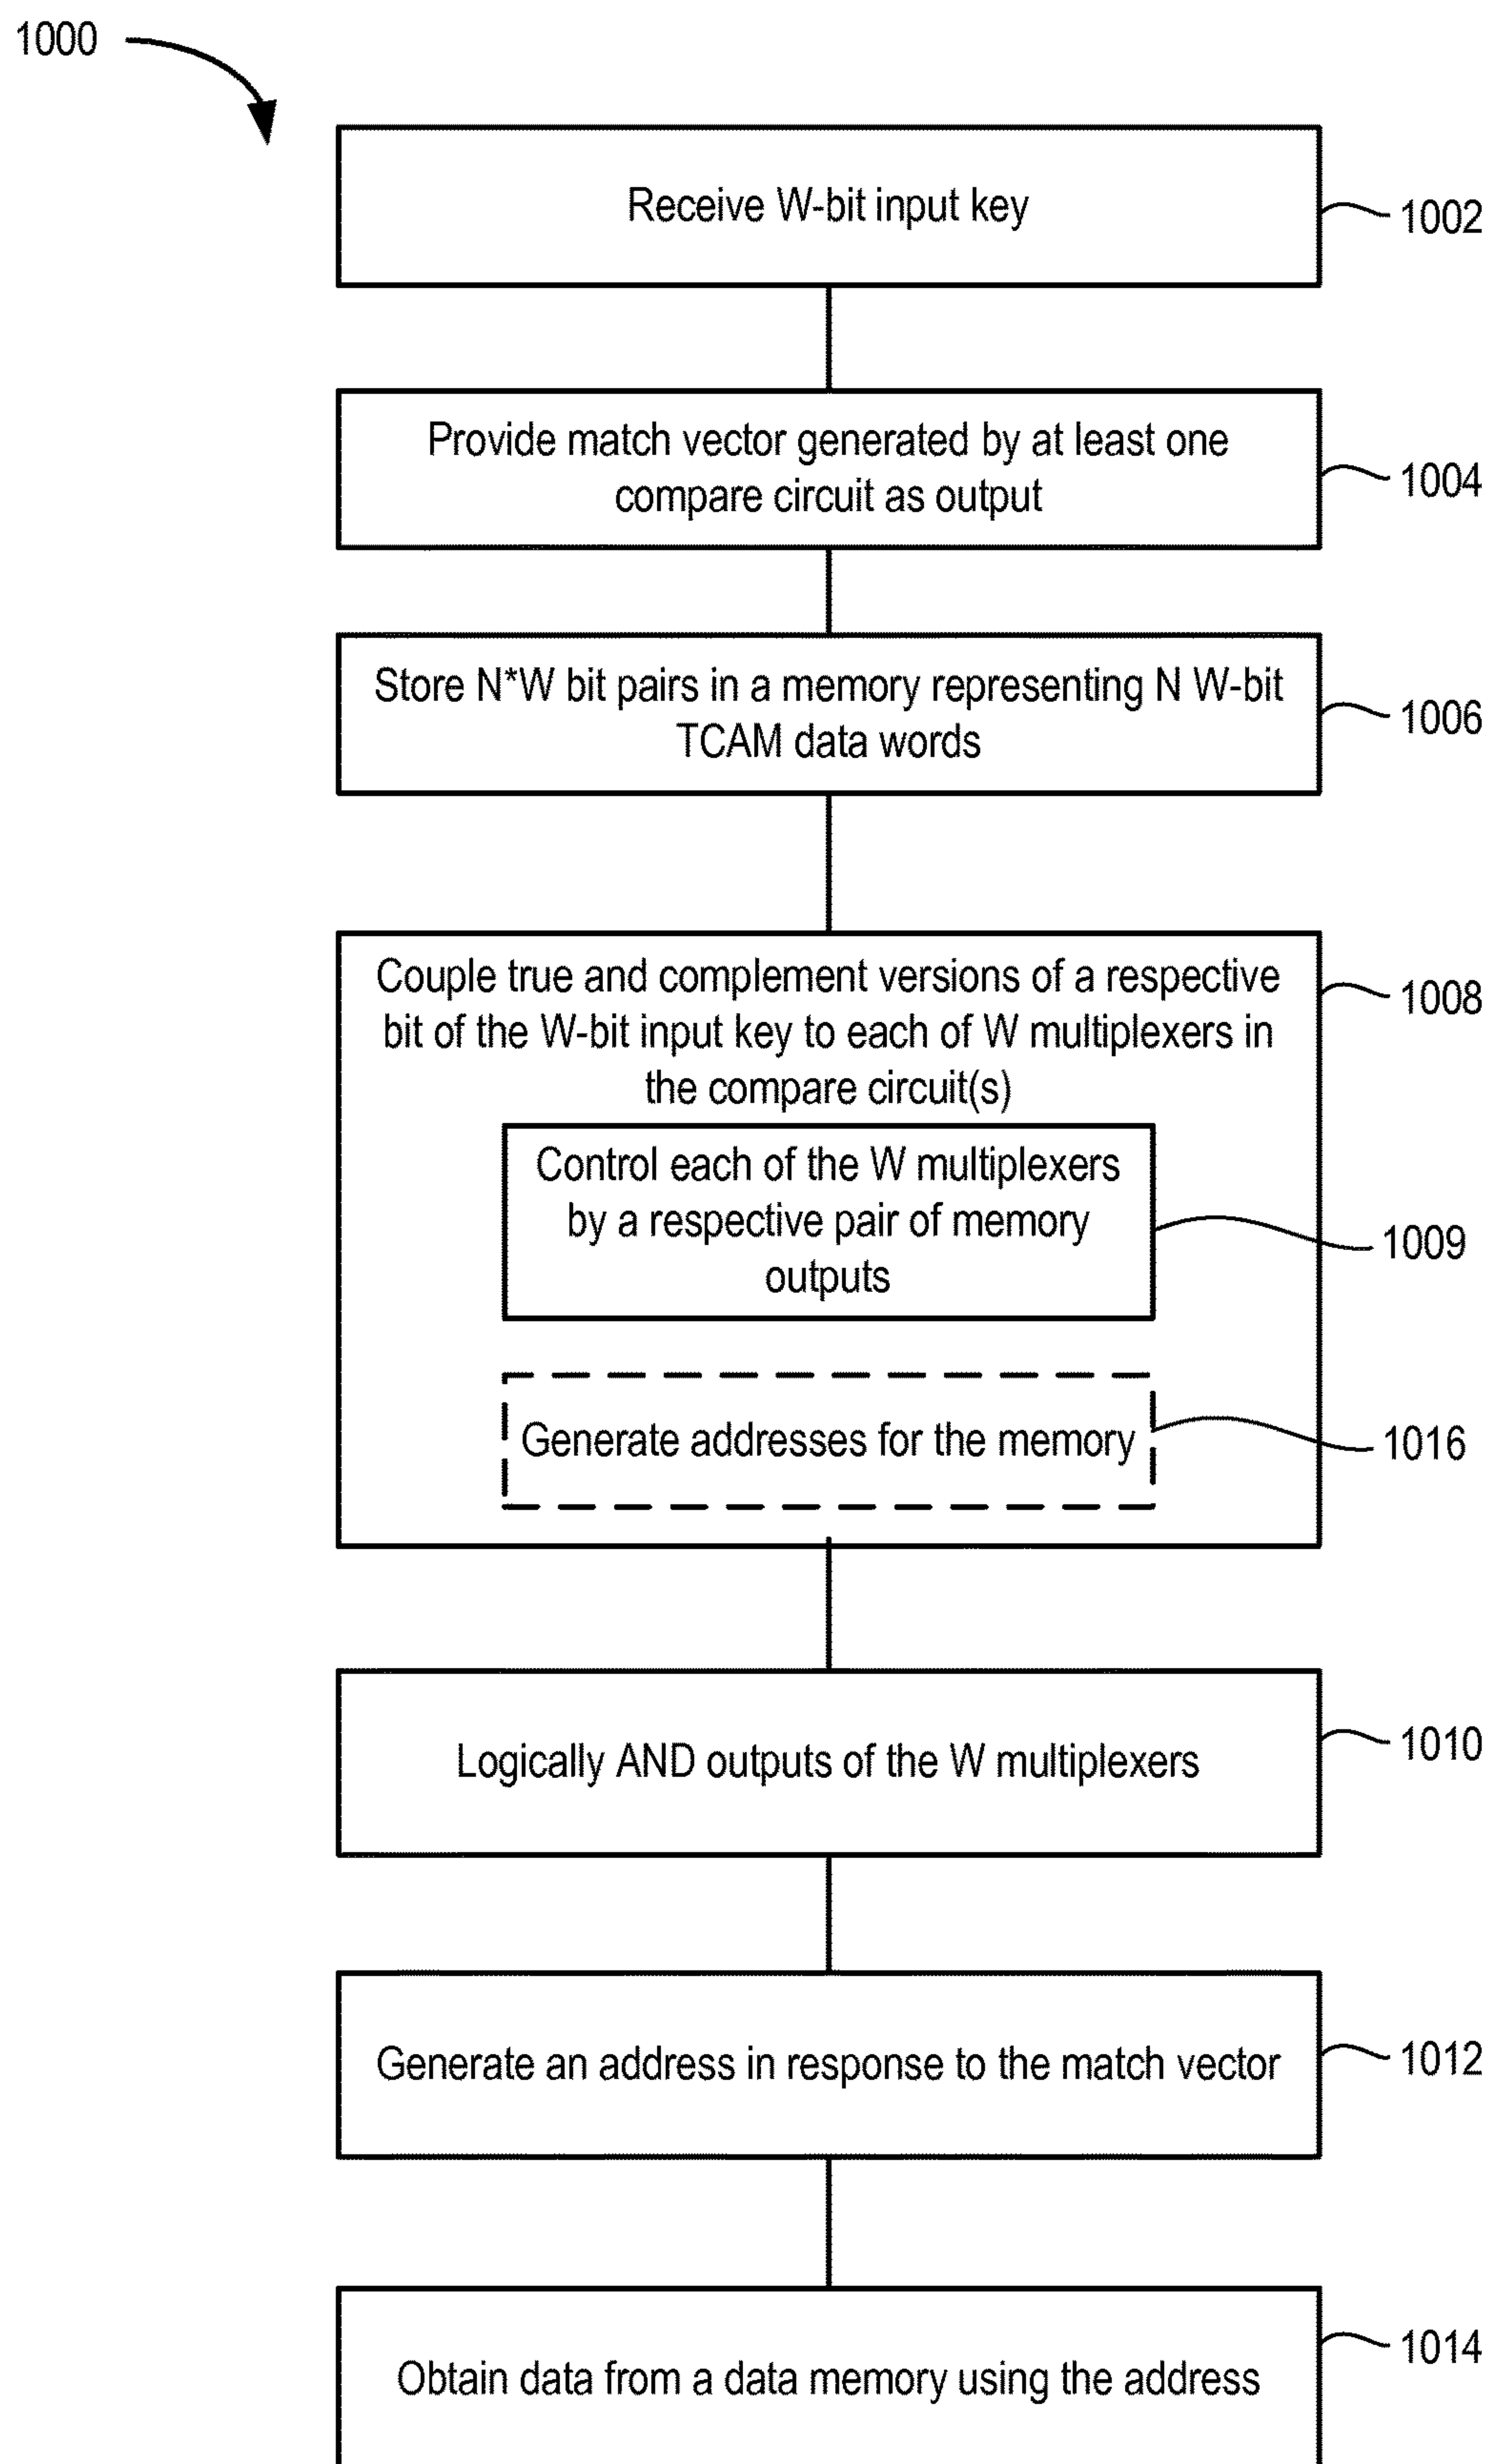 1000
Receive W-bit input key
1002
Provide match vector generated by at least one
compare circuit as output
1004
Store N*W bit pairs in a memory representing N W-bit
TCAM data words
1006
Couple true and complement versions of a respective
bit of the W-bit input key to each of W multiplexers in
the compare circuit(s)
1008
Control each of the W multiplexers
by a respective pair of memory
outputs
1009
Generate addresses for the memory
1016
Logically AND outputs of the W multiplexers
1010
Generate an address in response to the match vector
1012
Obtain data from a data memory using the address
1014